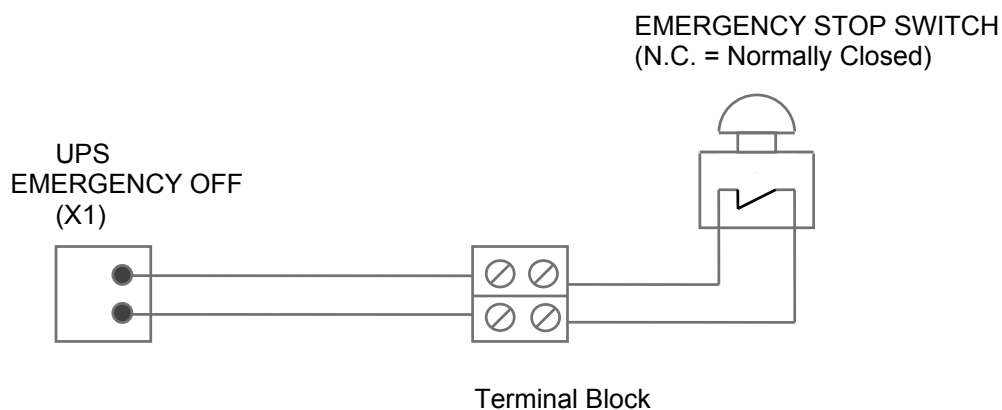 EMERGENCY STOP SWITCH
(N.C. = Normally Closed)
UPS
EMERGENCY OFF
(X1)
Terminal Block